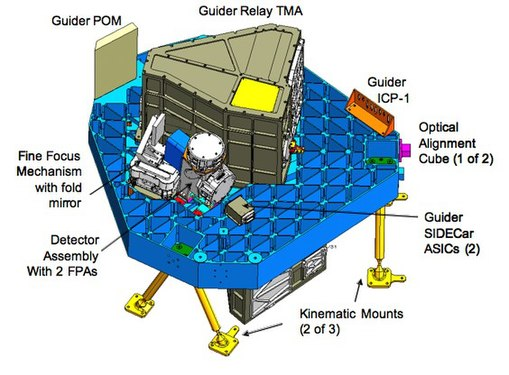 Guider POM
Guider Relay TMA
Guider
ICP-1
Optical
Alignment
Cube (1 of 2)
Fine Focus
Mechanism
with fold
mirror
Guider
SIDECar
ASICs (2)
Detector
Assembly
With 2 FPAs
Kinematic Mounts
(2 of 3)